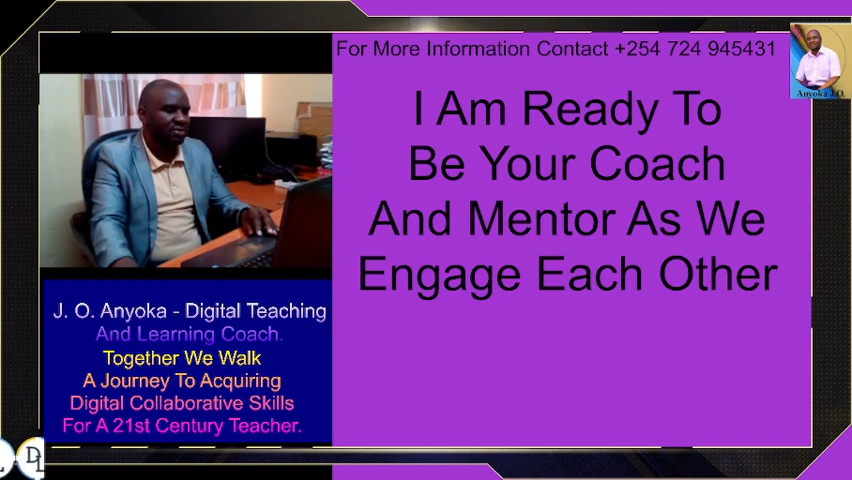 For More Information Contact +254 724 945431
Anyoka J.O.
I Am Ready To
Be Your Coach
And Mentor As We
Engage Each Other
J. O. Anyoka - Digital Teaching
And Learning Coach.
Together We Walk
A Journey To Acquiring
Digital Collaborative Skills
For A 21st Century Teacher.
DL